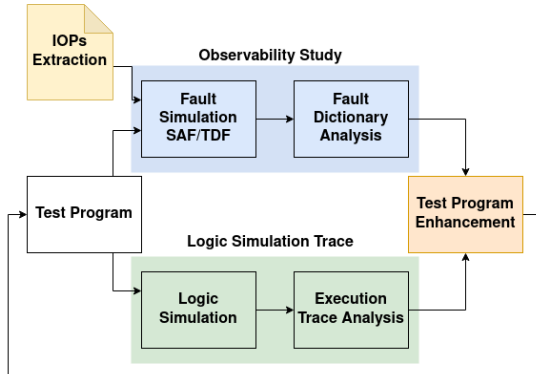 IOPs
Extraction
Observability Study
Fault
Simulation
SAF/TDF
Fault
Dictionary
Analysis
Test Program
Test Program
Enhancement
Logic Simulation Trace
Logic
Simulation
Execution
Trace Analysis